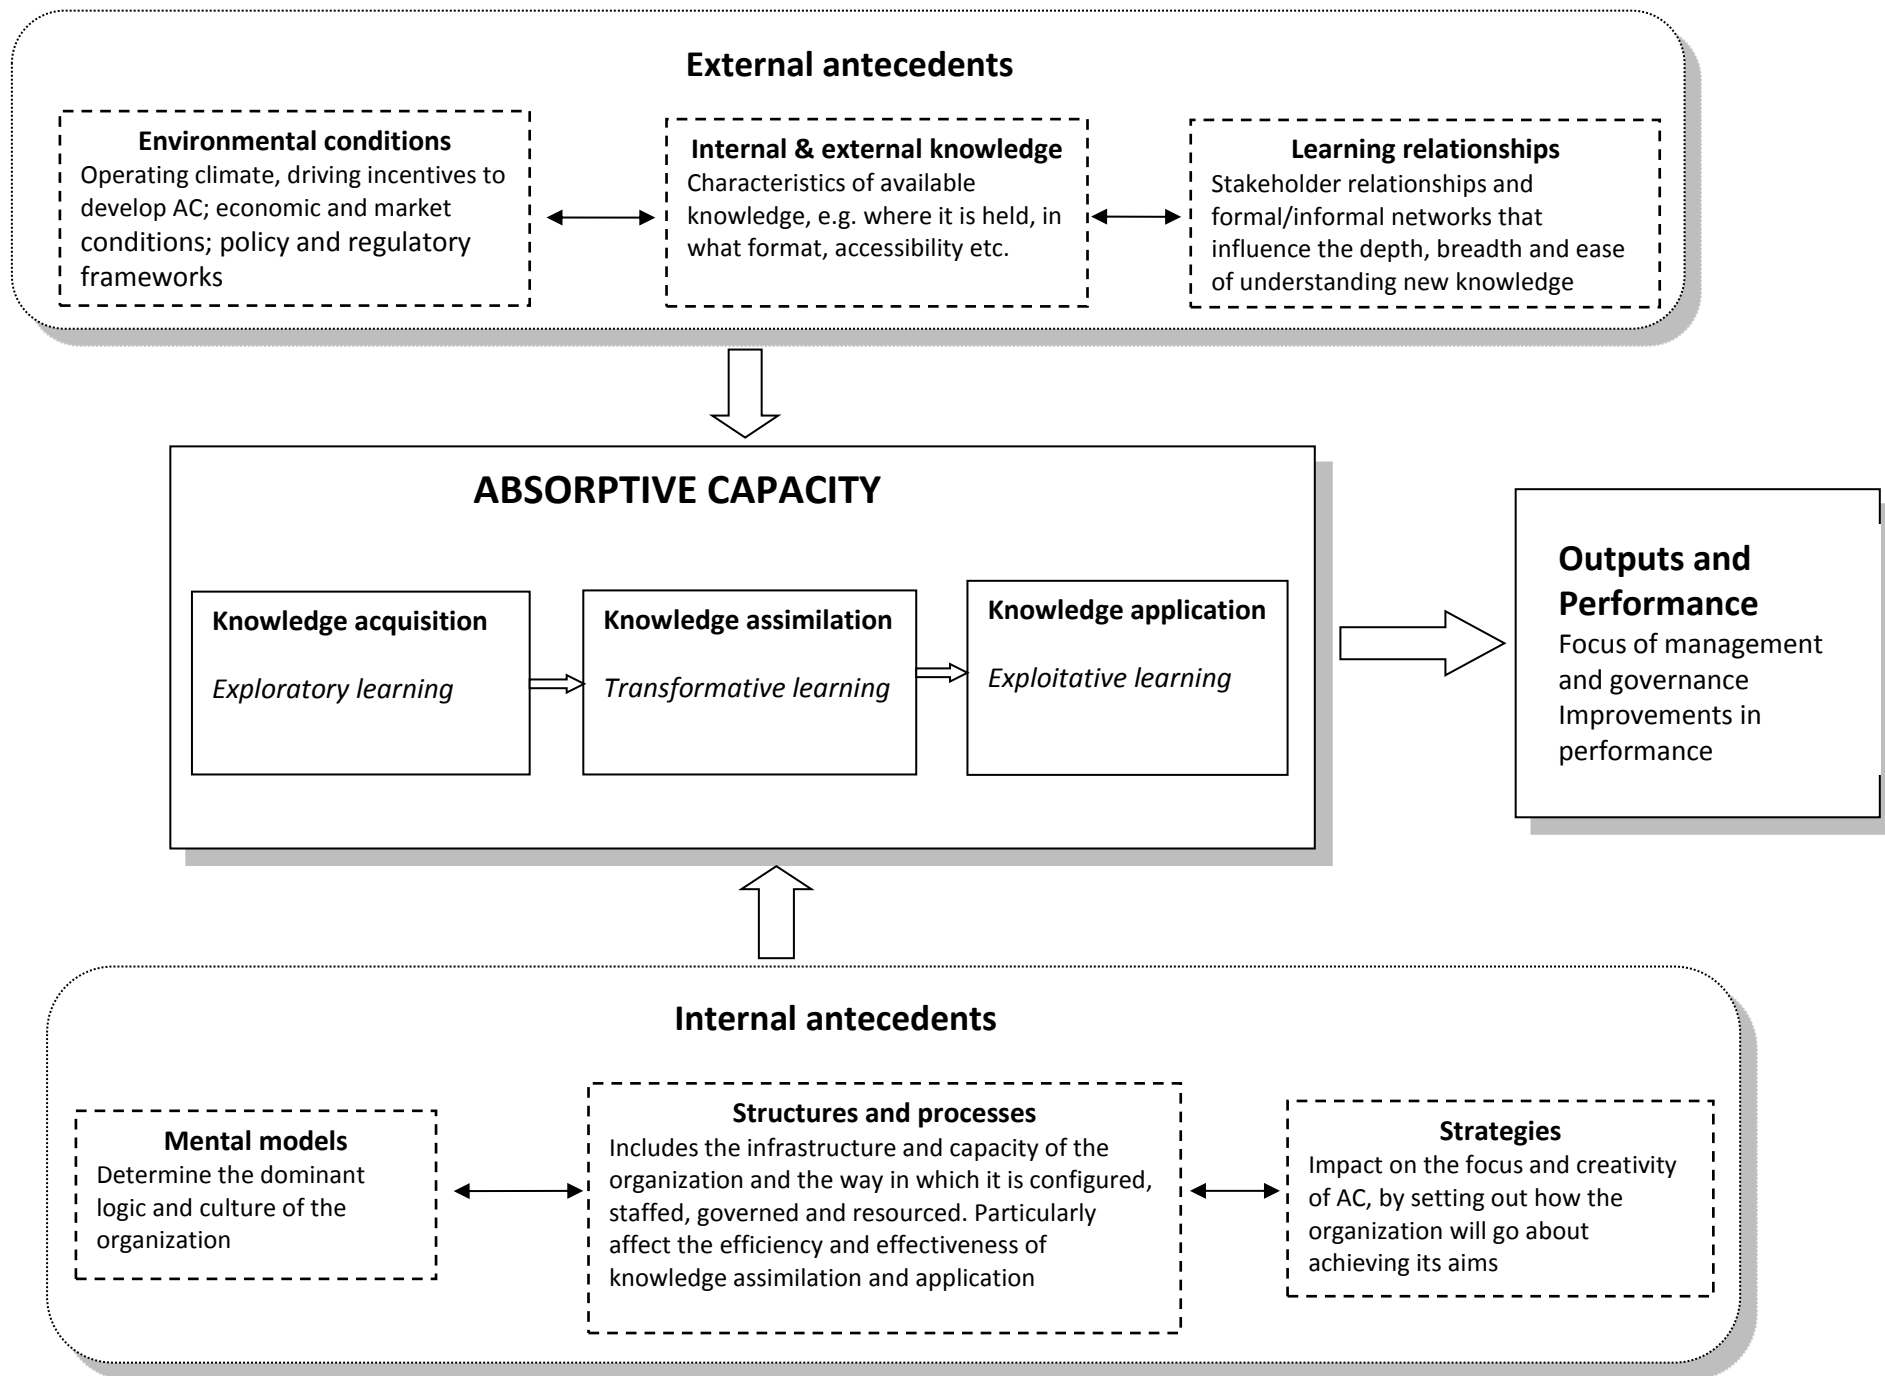 External antecedents
Environmental conditions
Operating climate, driving incentives to
develop AC; economic and market
conditions; policy and regulatory
frameworks
Internal & external knowledge
Characteristics of available
knowledge, e.g. where it is held, in
what format, accessibility etc.
Learning relationships
Stakeholder relationships and
formal/informal networks that
influence the depth, breadth and ease
of understanding new knowledge
ABSORPTIVE CAPACITY
Knowledge acquisition
Exploratory learning
Knowledge assimilation
Transformative learning
Knowledge application
Exploitative learning
Outputs and
Performance
Focus of management
and governance
Improvements in
performance
Internal antecedents
Mental models
Determine the dominant
logic and culture of the
organization
Structures and processes
Includes the infrastructure and capacity of the
organization and the way in which it is configured,
staffed, governed and resourced. Particularly
affect the efficiency and effectiveness of
knowledge assimilation and application
Strategies
Impact on the focus and creativity
of AC, by setting out how the
organization will go about
achieving its aims